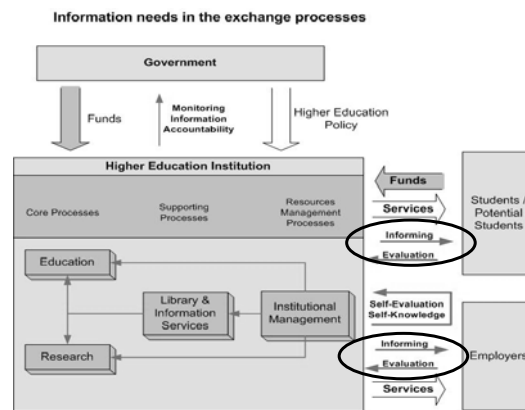 Information needs in the exchange processes
Government
Funds
Monitoring
Information
Accountability
Higher Education
Policy
Higher Education Institution
Core Processes
Supporting
Processes
Resources
Management
Processes
Funds
Services
Informing
Evaluation
Students /
Potential
Students
Education
Library &
Information
Services
Institutional
Management
Research
Self-Evaluation
Self-Knowledge
Informing
Evaluation
Services
Employers